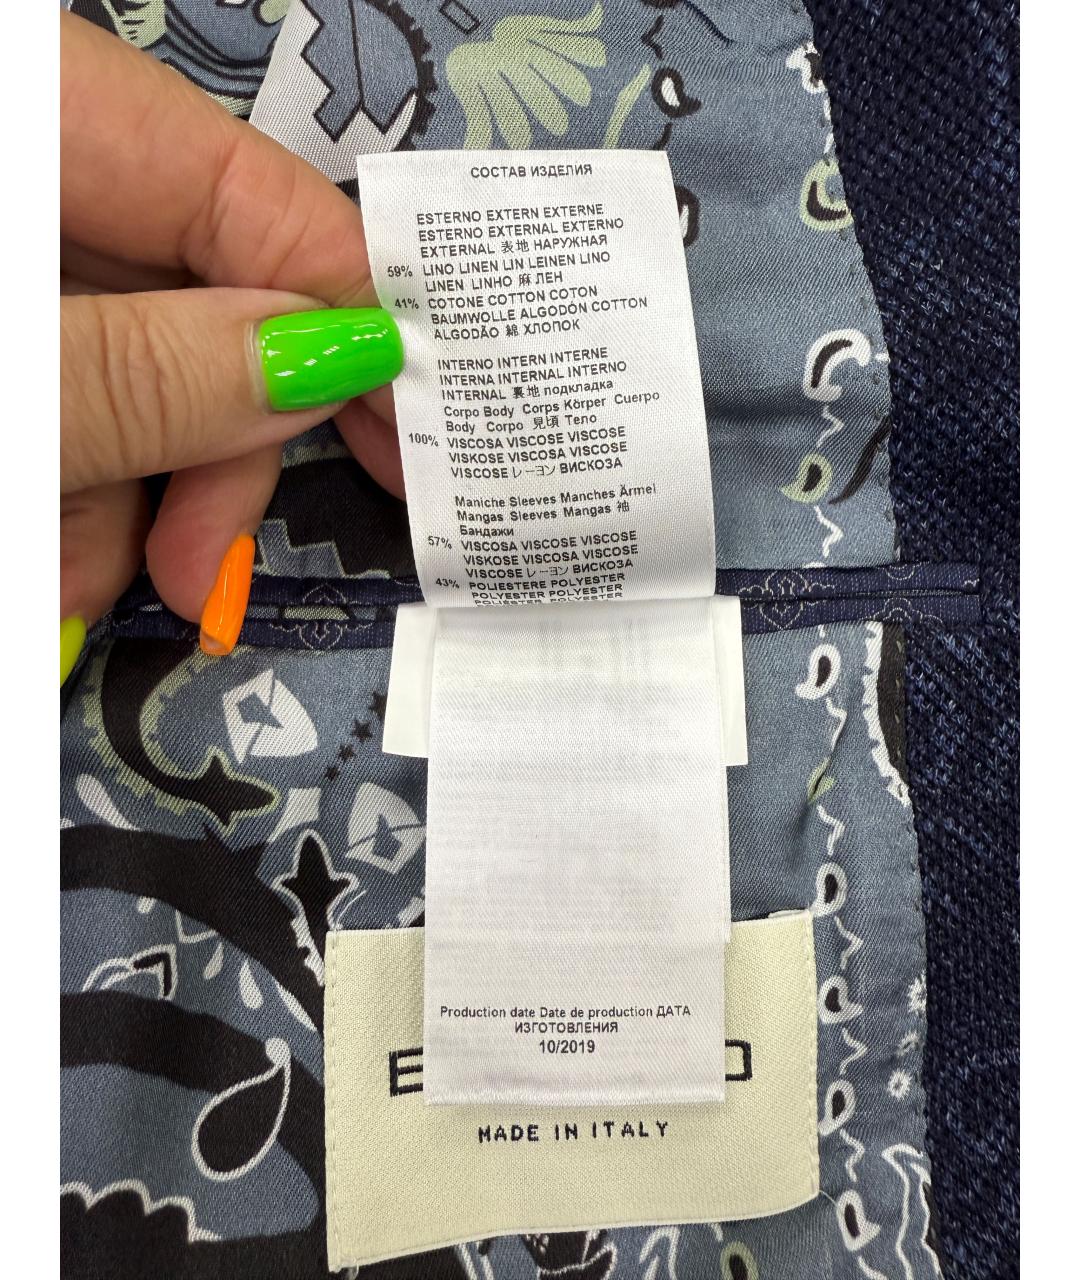 СОСТАВ ИЗДЕЛИЯ
ESTERNO EXTERN EXTERNE
ESTERNO EXTERNAL EXTERNO
EXTERNAL 表地 НАРУЖНАЯ
59% LINO LINEN LIN LEINEN LINO
LINEN LINHO 麻 ЛЕН
41% COTONE COTTON COTON
BAUMWOLLE ALGODÓN COTTON
ALGODÃO 綿 ХЛОПОК
INTERNO INTERN INTERNE
INTERNA INTERNAL INTERNO
INTERNAL 裏地 подкладка
Corpo Body Corps Körper Cuerpo
Body Corpo 見頃 Тело
100% VISCOSA VISCOSE VISCOSE
VISKOSE VISCOSA VISCOSE
VISCOSE レーヨン ВИСКОЗА
Maniche Sleeves Manches Ärmel
Mangas Sleeves Mangas 袖
Бандажи
57% VISCOSA VISCOSE VISCOSE
VISKOSE VISCOSA VISCOSE
VISCOSE レーヨン ВИСКОЗА
43% POLIESTERE POLYESTER
POLYESTER POLYESTER
POLIÉSTER POLYESTER
Production date Date de production ДАТА
ИЗГОТОВЛЕНИЯ
10/2019
MADE IN ITALY